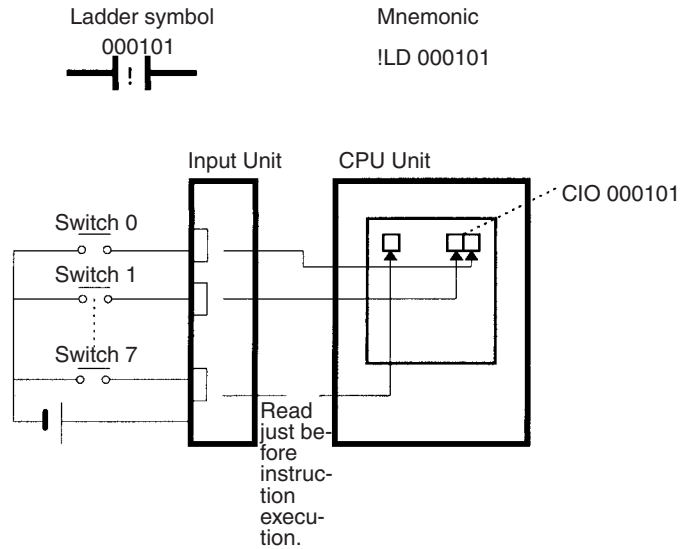 Ladder symbol
000101
!
Mnemonic
!LD 000101
Input Unit
CPU Unit
CIO 000101
Switch 0
Switch 1
Switch 7
Read
just be-
fore
instruc-
tion
execu-
tion.